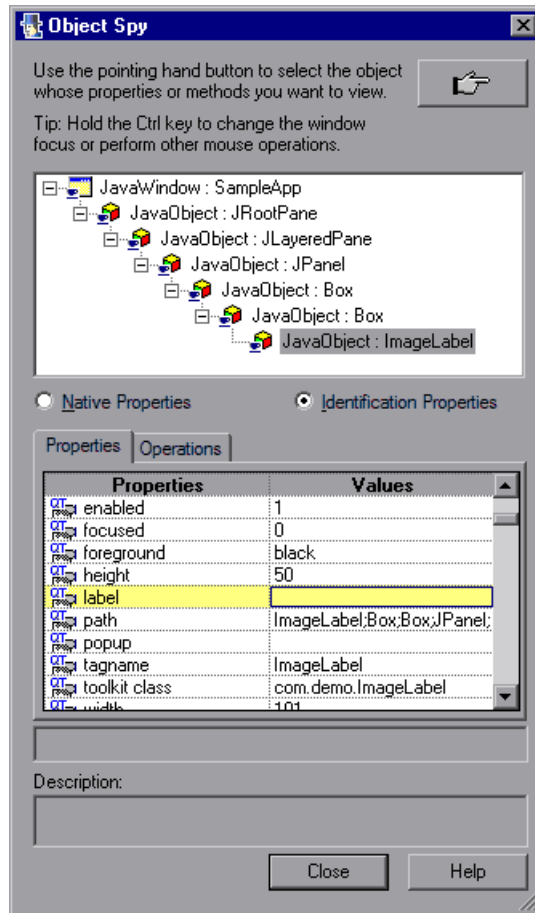 Object Spy
Use the pointing hand button to select the object
whose properties or methods you want to view.
Tip: Hold the Ctrl key to change the window
focus or perform other mouse operations.
JavaWindow : SampleApp
JavaObject : JRootPane
JavaObject : JLayeredPane
JavaObject : JPanel
JavaObject : Box
JavaObject : Box
JavaObject : ImageLabel
Native Properties Identification Properties
Properties Operations
Properties Values
enabled 1
focused 0
foreground black
height 50
label
path ImageLabel;Box;Box;JPanel;
popup
tagname ImageLabel
toolkit class com.demo.ImageLabel
width 101
Description:
Close Help